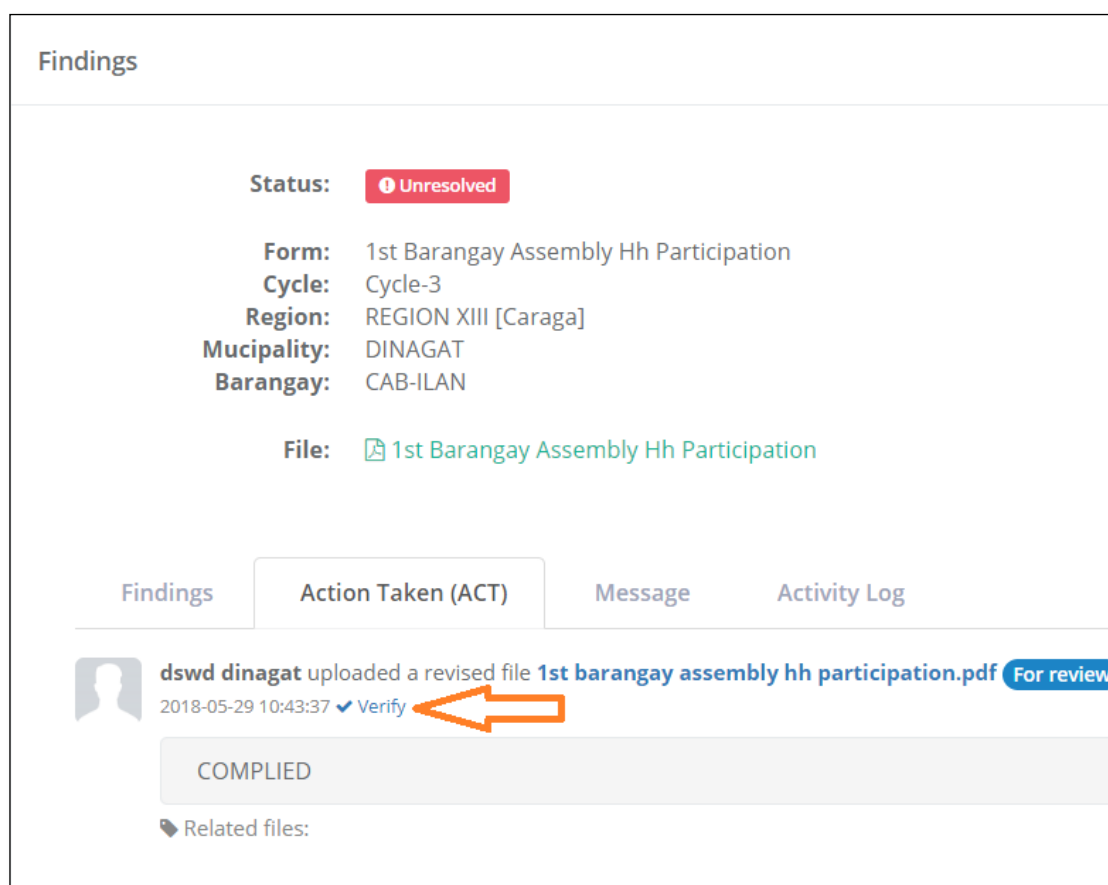 Findings
Status: Unresolved
Form: 1st Barangay Assembly Hh Participation
Cycle: Cycle-3
Region: REGION XIII [Caraga]
Mucipality: DINAGAT
Barangay: CAB-ILAN
File: 1st Barangay Assembly Hh Participation
Findings Action Taken (ACT) Message Activity Log
dswd dinagat uploaded a revised file 1st barangay assembly hh participation.pdf For review
2018-05-29 10:43:37 Verify
COMPLIED
Related files: